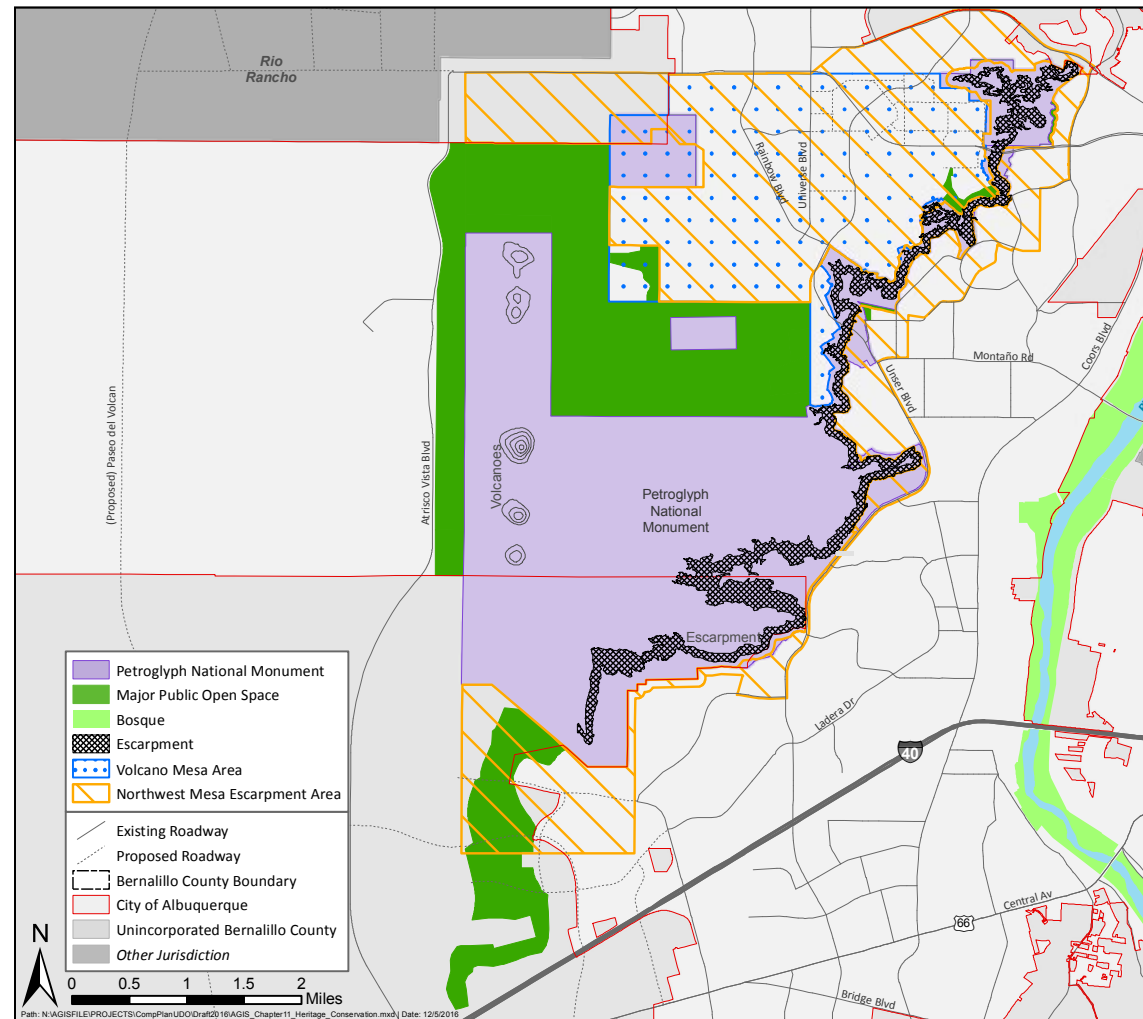 Rio
Rancho
Rainbow Blvd
Universe Blvd
Coors Blvd
Montaño Rd
Unser Blvd
(Proposed) Paseo del Volcan
Atrisco Vista Blvd
Volcanoes
Petroglyph
National
Monument
Escarpment
Ladera Dr
40
Central Av
66
Bridge Blvd
Petroglyph National Monument
Major Public Open Space
Bosque
Escarpment
Volcano Mesa Area
Northwest Mesa Escarpment Area
Existing Roadway
Proposed Roadway
Bernalillo County Boundary
City of Albuquerque
Unincorporated Bernalillo County
Other Jurisdiction
N
0 0.5 1 1.5 2
Miles
Path: N:\AGISFILE\PROJECTS\CompPlanUDO\Draft2016\AGIS_Chapter11_Heritage_Conservation.mxd | Date: 12/5/2016